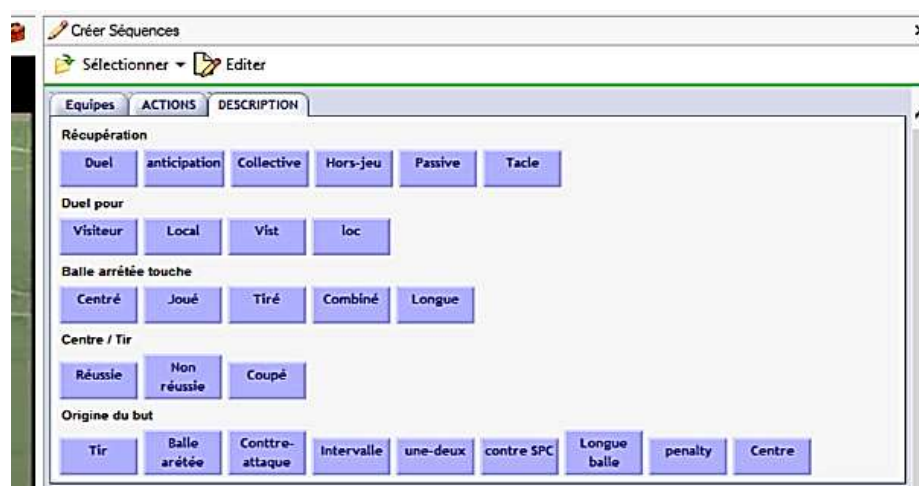 Créer Séquences
Sélectionner Editer
Equipes ACTIONS DESCRIPTION
Récupération
Duel anticipation Collective Hors-jeu Passive Tacle
Duel pour
Visiteur Local Vist loc
Balle arrétée touche
Centré Joué Tiré Combiné Longue
Centre / Tir
Réussie Non réussie Coupé
Origine du but
Tir Balle arétée Conttre-attaque Intervalle une-deux contre SPC Longue balle penalty Centre